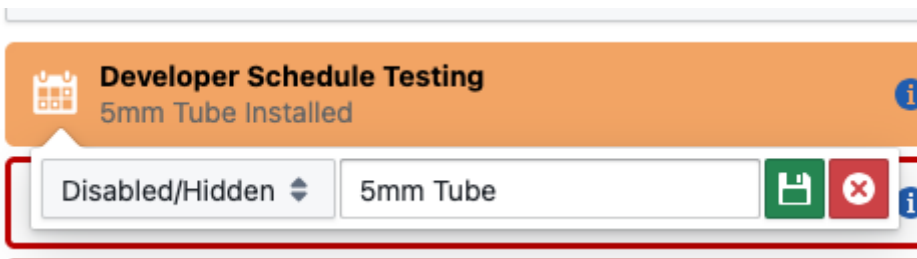 Developer Schedule Testing
5mm Tube Installed
Disabled/Hidden
5mm Tube